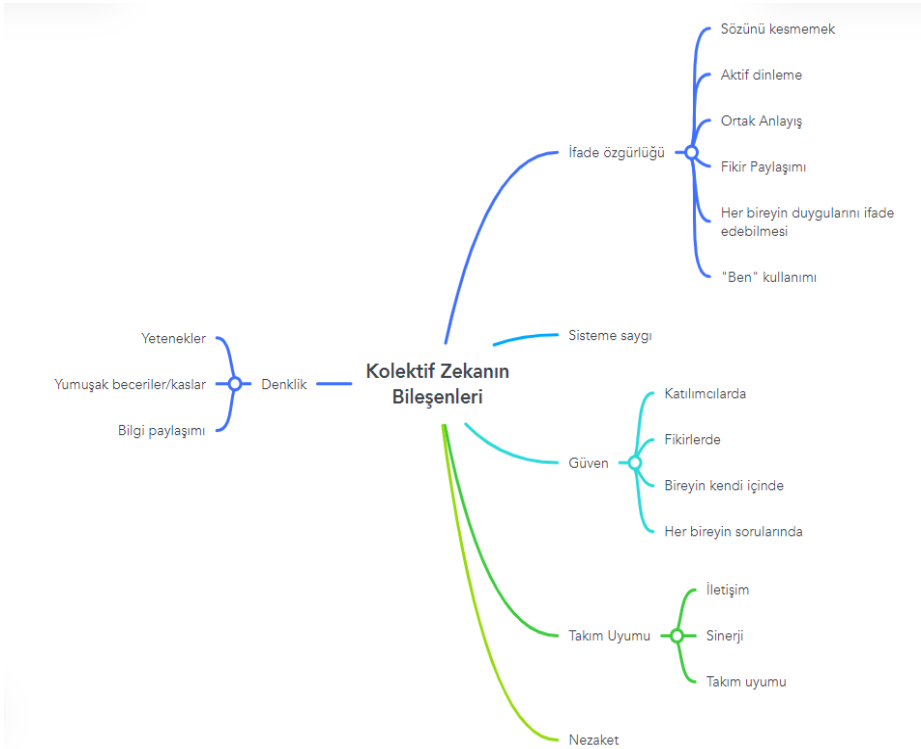 Kolektif Zekanın
Bileşenleri
İfade özgürlüğü
Sözünü kesmemek
Aktif dinleme
Ortak Anlayış
Fikir Paylaşımı
Her bireyin duygularını ifade
edebilmesi
"Ben" kullanımı
Sisteme saygı
Güven
Katılımcılarda
Fikirlerde
Bireyin kendi içinde
Her bireyin sorularında
Takım Uyumu
İletişim
Sinerji
Takım uyumu
Nezaket
Denklik
Yetenekler
Yumuşak beceriler/kaslar
Bilgi paylaşımı